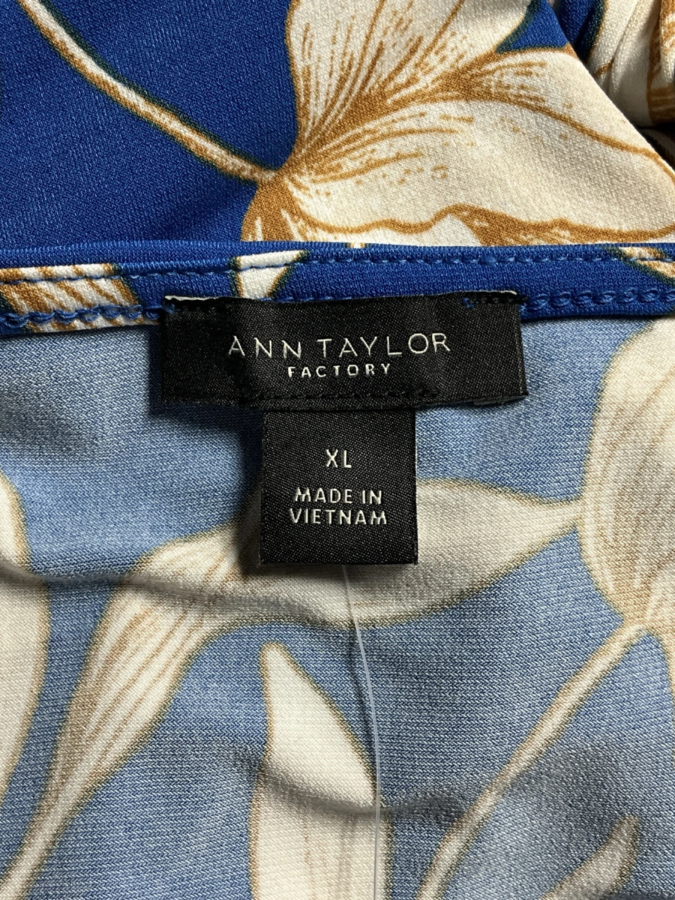 ANN TAYLOR
FACTORY
XL
MADE IN
VIETNAM